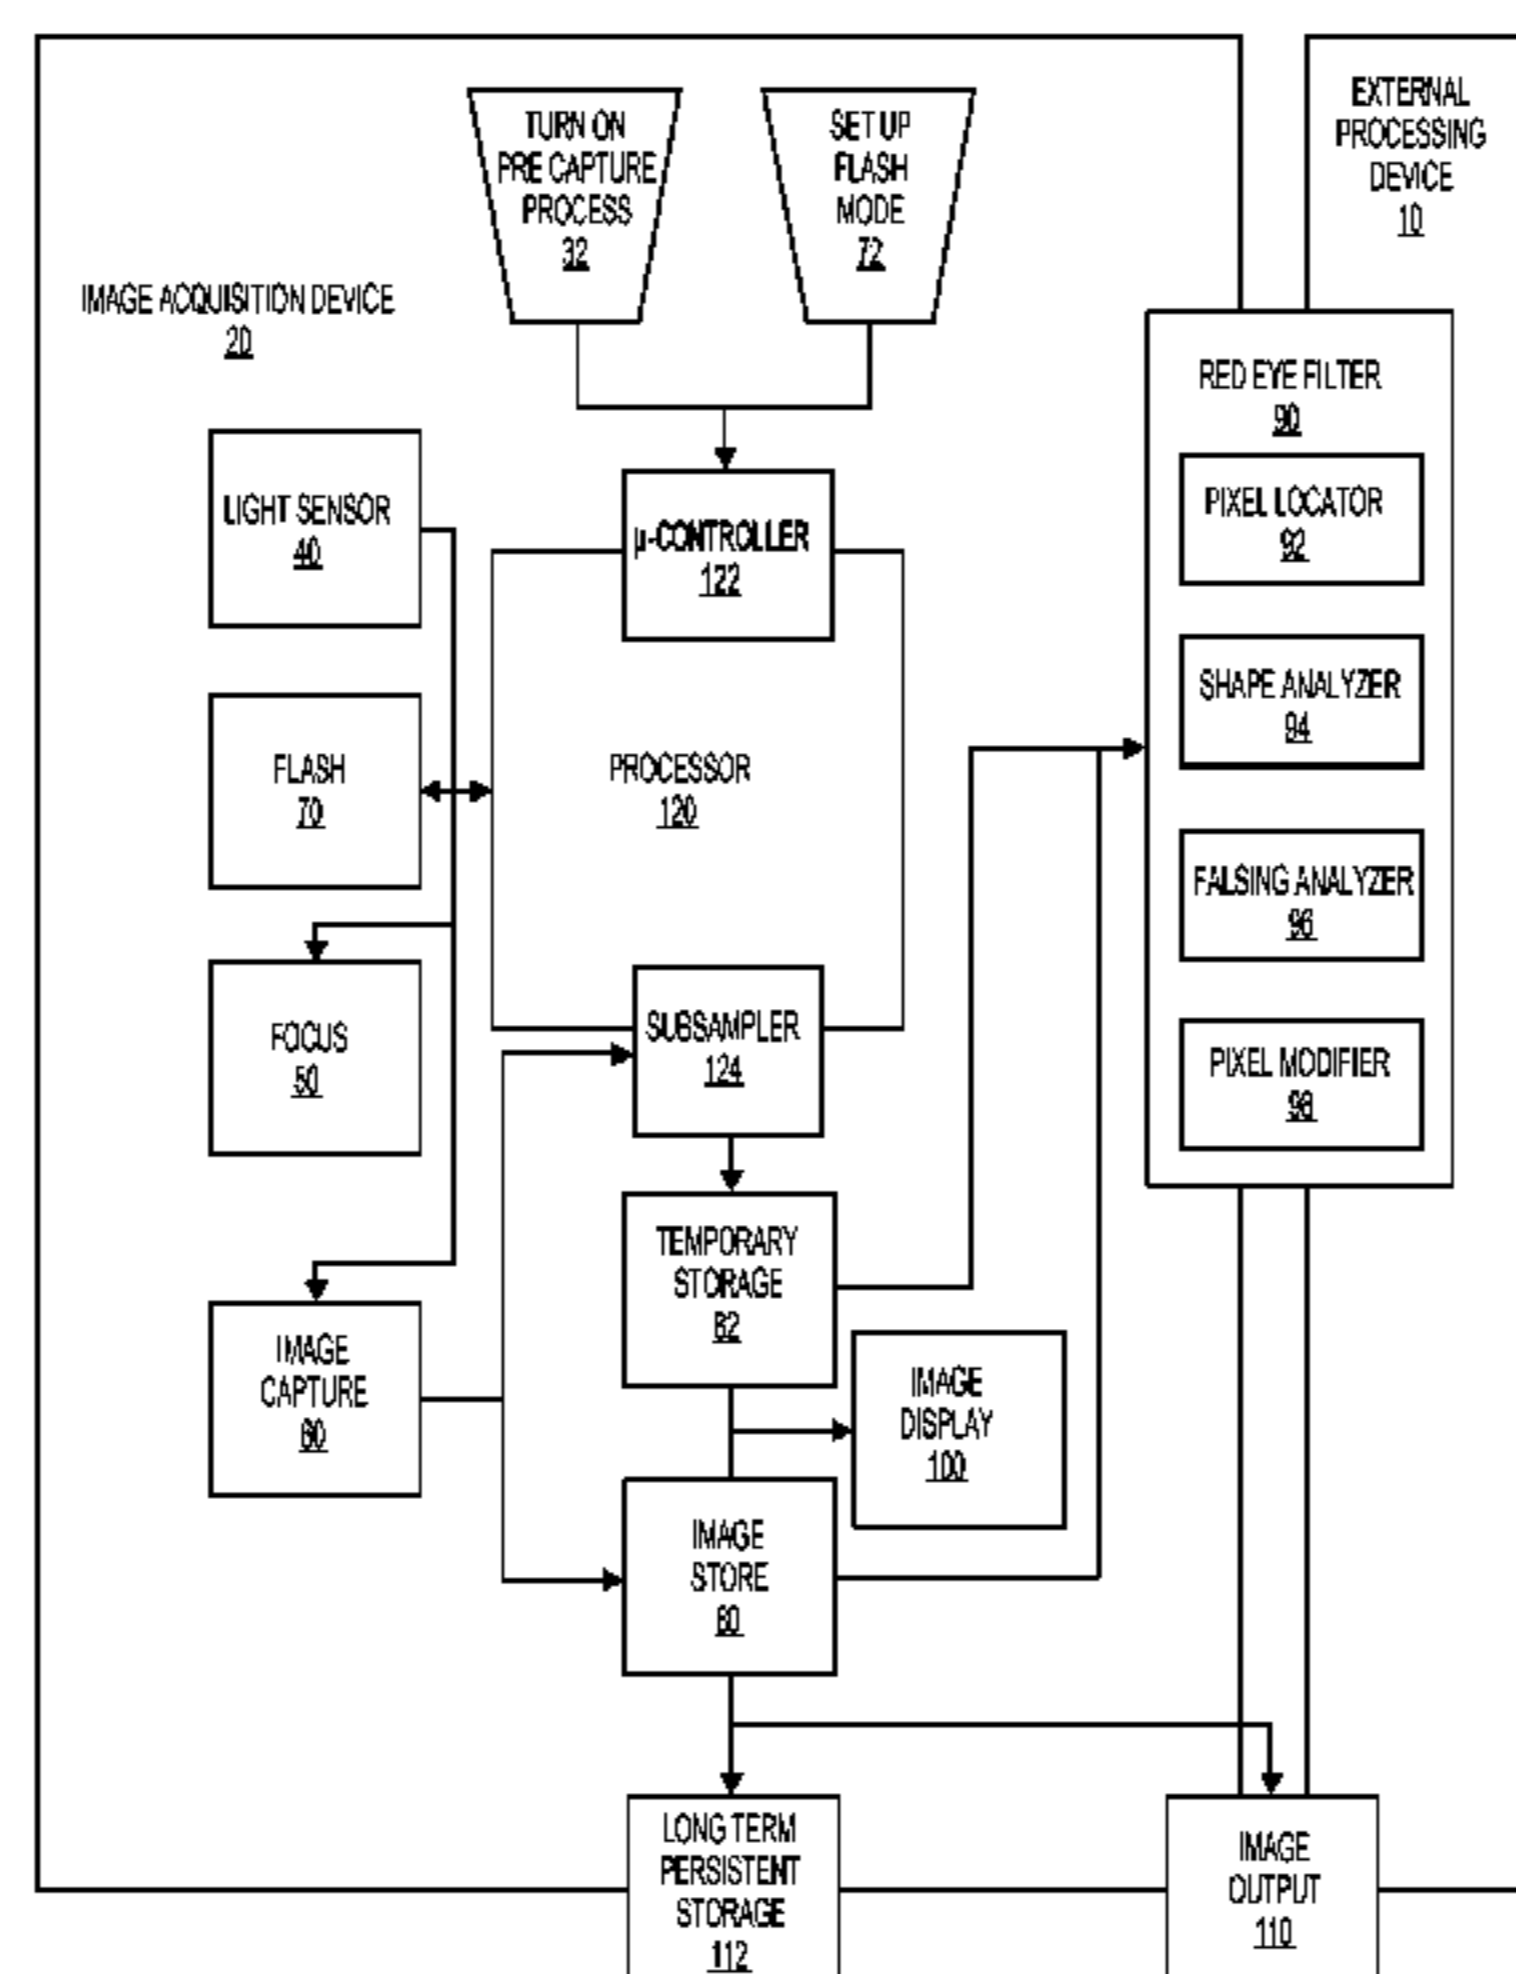 TURN ON
PRE CAPTURE
PROCESS
32
SET UP
FLASH
MODE
72
EXTERNAL
PROCESSING
DEVICE
10
IMAGE ACQUISITION DEVICE
20
RED EYE FILTER
90
LIGHT SENSOR
40
µ-CONTROLLER
122
PIXEL LOCATOR
92
SHAPE ANALYZER
94
FLASH
70
PROCESSOR
120
FALSING ANALYZER
96
FOCUS
50
SUBSAMPLER
124
PIXEL MODIFIER
98
TEMPORARY
STORAGE
82
IMAGE
CAPTURE
60
IMAGE
DISPLAY
100
IMAGE
STORE
80
LONG TERM
PERSISTENT
STORAGE
112
IMAGE
OUTPUT
110